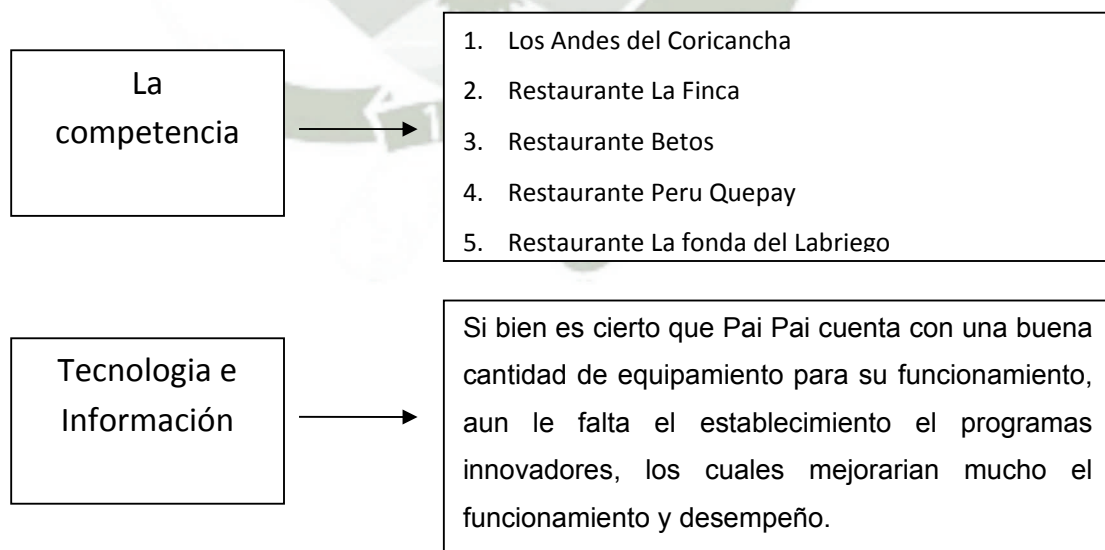 La
competencia
1. Los Andes del Coricancha
2. Restaurante La Finca
3. Restaurante Betos
4. Restaurante Peru Quepay
5. Restaurante La fonda del Labriego
Tecnologia e
Información
Si bien es cierto que Pai Pai cuenta con una buena
cantidad de equipamiento para su funcionamiento,
aun le falta el establecimiento el programas
innovadores, los cuales mejorarian mucho el
funcionamiento y desempeño.